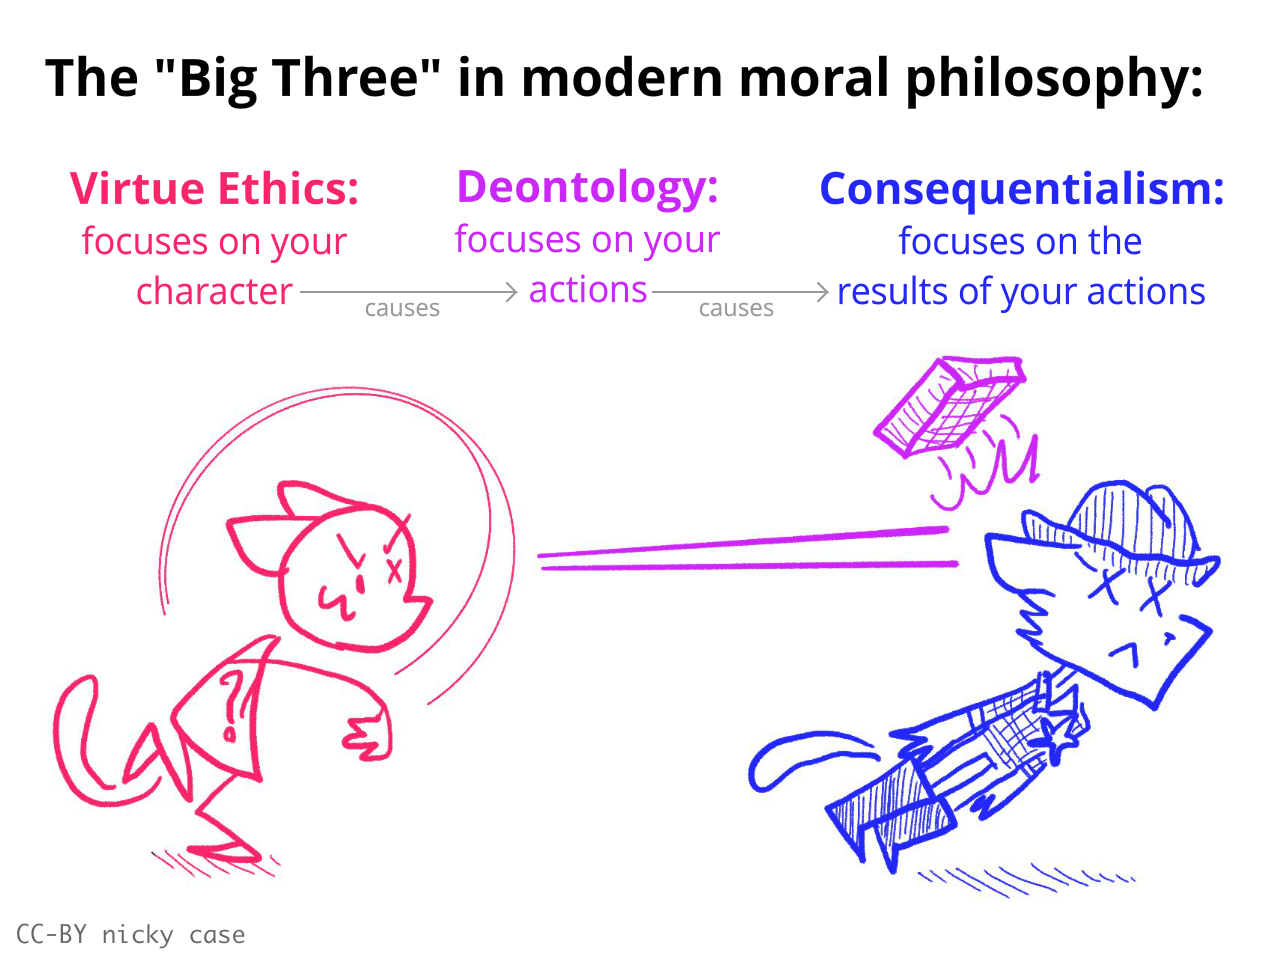 The "Big Three" in modern moral philosophy:
Virtue Ethics:
focuses on your
character
causes
Deontology:
focuses on your
actions
causes
Consequentialism:
focuses on the
results of your actions
?
CC-BY nicky case